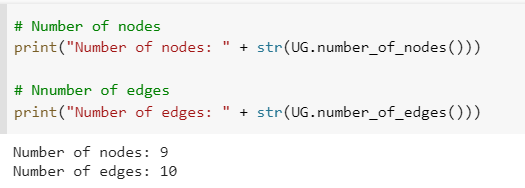 # Number of nodes
print("Number of nodes: " + str(UG.number_of_nodes()))
# Nnumber of edges
print("Number of edges: " + str(UG.number_of_edges()))
Number of nodes: 9
Number of edges: 10